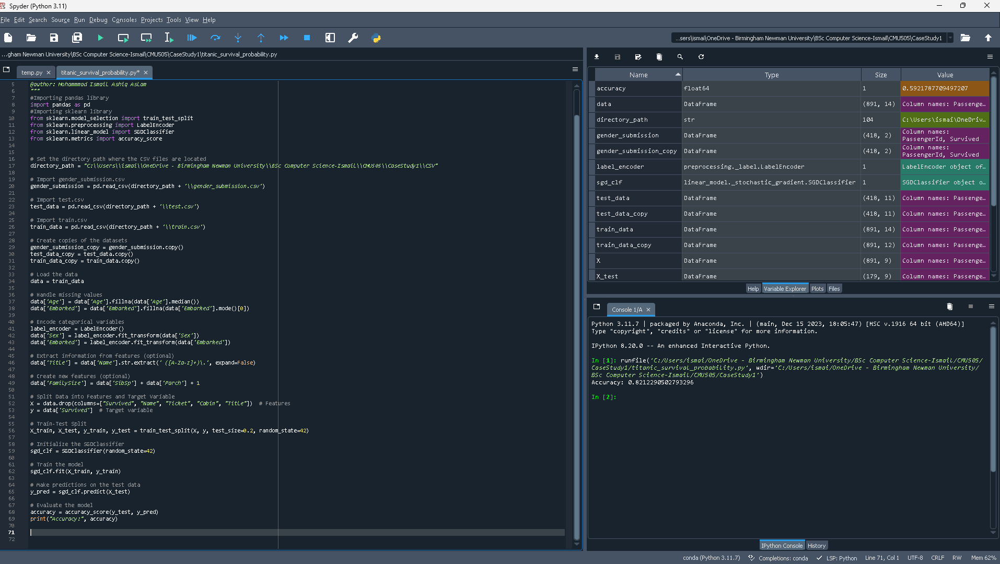 Spyder (Python 3.11)
File Edit Search Source Run Debug Consoles Projects Tools View Help
...sers\ismai\OneDrive - Birmingham Newman University\BSc Computer Science-Ismail\CMU505\CaseStudy1
...gham Newman University\BSc Computer Science-Ismail\CMU505\CaseStudy1\titanic_survival_probability.py
temp.py
titanic_survival_probability.py*
5 @author: Mohammmad Ismail Ashiq Aslam
6 """
7 #Importing pandas library
8 import pandas as pd
9 #Importing sklearn library
10 from sklearn.model_selection import train_test_split
11 from sklearn.preprocessing import LabelEncoder
12 from sklearn.linear_model import SGDClassifier
13 from sklearn.metrics import accuracy_score
14
15
16 # Set the directory path where the CSV files are located
17 directory_path = "C:\\Users\\ismai\\OneDrive - Birmingham Newman University\\BSc Computer Science-Ismail\\CMU505\\CaseStudy1\\CSV"
18
19 # Import gender_submission.csv
20 gender_submission = pd.read_csv(directory_path + '\\gender_submission.csv')
21
22 # Import test.csv
23 test_data = pd.read_csv(directory_path + '\\test.csv')
24
25 # Import train.csv
26 train_data = pd.read_csv(directory_path + '\\train.csv')
27
28 # Create copies of the datasets
29 gender_submission_copy = gender_submission.copy()
30 test_data_copy = test_data.copy()
31 train_data_copy = train_data.copy()
32
33 # Load the data
34 data = train_data
35
36 # Handle missing values
37 data['Age'] = data['Age'].fillna(data['Age'].median())
38 data['Embarked'] = data['Embarked'].fillna(data['Embarked'].mode()[0])
39
40 # Encode categorical variables
41 label_encoder = LabelEncoder()
42 data['Sex'] = label_encoder.fit_transform(data['Sex'])
43 data['Embarked'] = label_encoder.fit_transform(data['Embarked'])
44
45 # Extract information from features (optional)
46 data['Title'] = data['Name'].str.extract(' ([A-Za-z]+)\.', expand=False)
47
48 # Create new features (optional)
49 data['FamilySize'] = data['SibSp'] + data['Parch'] + 1
50
51 # Split Data into Features and Target Variable
52 X = data.drop(columns=["Survived", "Name", "Ticket", "Cabin", "Title"])  # Features
53 y = data['Survived']  # Target variable
54
55 # Train-Test Split
56 X_train, X_test, y_train, y_test = train_test_split(X, y, test_size=0.2, random_state=42)
57
58 # Initialize the SGDClassifier
59 sgd_clf = SGDClassifier(random_state=42)
60
61 # Train the model
62 sgd_clf.fit(X_train, y_train)
63
64 # Make predictions on the test data
65 y_pred = sgd_clf.predict(X_test)
66
67 # Evaluate the model
68 accuracy = accuracy_score(y_test, y_pred)
69 print("Accuracy:", accuracy)
70
71
72
Name Type Size Value
accuracy float64 1 0.5921787709497207
data DataFrame (891, 14) Column names: Passenge…
directory_path str 104 C:\Users\ismai\OneDriv…
gender_submission DataFrame (418, 2) Column names:
PassengerId, Survived
gender_submission_copy DataFrame (418, 2) Column names:
PassengerId, Survived
label_encoder preprocessing._label.LabelEncoder 1 LabelEncoder object of…
sgd_clf linear_model._stochastic_gradient.SGDClassifier 1 SGDClassifier object o…
test_data DataFrame (418, 11) Column names: Passenge…
test_data_copy DataFrame (418, 11) Column names: Passenge…
train_data DataFrame (891, 14) Column names: Passenge…
train_data_copy DataFrame (891, 12) Column names: Passenge…
X DataFrame (891, 9) Column names: Passenge…
X_test DataFrame (179, 9) Column names: Passenge…
Help Variable Explorer Plots Files
Console 1/A
Python 3.11.7 | packaged by Anaconda, Inc. | (main, Dec 15 2023, 18:05:47) [MSC v.1916 64 bit (AMD64)]
Type "copyright", "credits" or "license" for more information.
IPython 8.20.0 -- An enhanced Interactive Python.
In [1]: runfile('C:/Users/ismai/OneDrive - Birmingham Newman University/BSc Computer Science-Ismail/CMU505/
CaseStudy1/titanic_survival_probability.py', wdir='C:/Users/ismai/OneDrive - Birmingham Newman University/
BSc Computer Science-Ismail/CMU505/CaseStudy1')
Accuracy: 0.8212290502793296
In [2]:
IPython Console History
conda (Python 3.11.7) Completions: conda LSP: Python Line 71, Col 1 UTF-8 CRLF RW Mem 62%